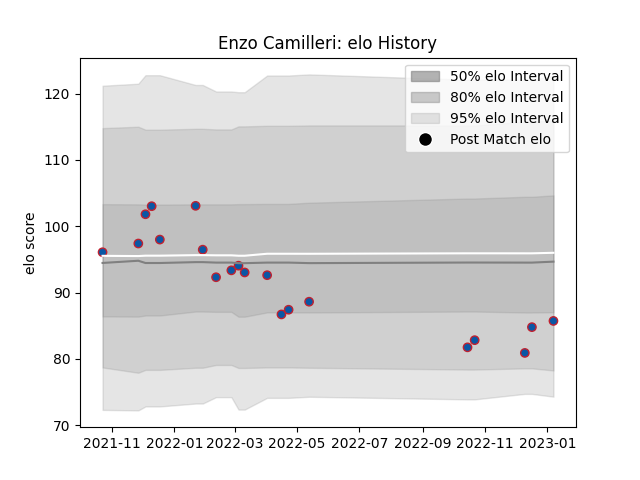 Enzo Camilleri: elo History
50% elo Interval
80% elo Interval
95% elo Interval
Post Match elo
elo score
120
110
100
90
80
70
2021-11 2022-01 2022-03 2022-05 2022-07 2022-09 2022-11 2023-01